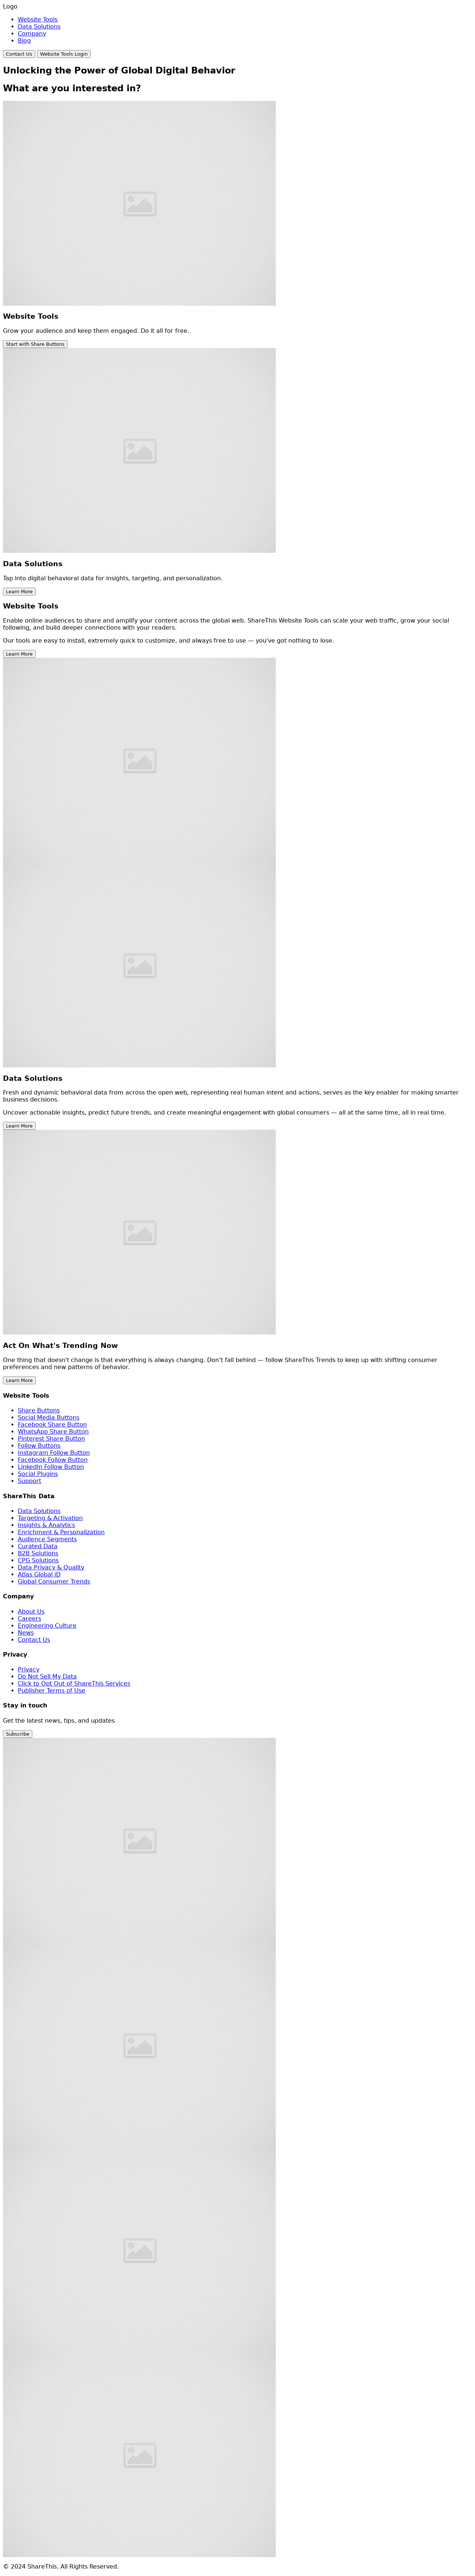 Logo
Website Tools
Data Solutions
Company
Blog
Contact Us Website Tools Login
Unlocking the Power of Global Digital Behavior
What are you interested in?
Website Tools
Grow your audience and keep them engaged. Do it all for free.
Start with Share Buttons
Data Solutions
Tap into digital behavioral data for insights, targeting, and personalization.
Learn More
Website Tools
Enable online audiences to share and amplify your content across the global web. ShareThis Website Tools can scale your web traffic, grow your social
following, and build deeper connections with your readers.
Our tools are easy to install, extremely quick to customize, and always free to use — you've got nothing to lose.
Learn More
Data Solutions
Fresh and dynamic behavioral data from across the open web, representing real human intent and actions, serves as the key enabler for making smarter
business decisions.
Uncover actionable insights, predict future trends, and create meaningful engagement with global consumers — all at the same time, all in real time.
Learn More
Act On What's Trending Now
One thing that doesn't change is that everything is always changing. Don't fall behind — follow ShareThis Trends to keep up with shifting consumer
preferences and new patterns of behavior.
Learn More
Website Tools
Share Buttons
Social Media Buttons
Facebook Share Button
WhatsApp Share Button
Pinterest Share Button
Follow Buttons
Instagram Follow Button
Facebook Follow Button
LinkedIn Follow Button
Social Plugins
Support
ShareThis Data
Data Solutions
Targeting & Activation
Insights & Analytics
Enrichment & Personalization
Audience Segments
Curated Data
B2B Solutions
CPG Solutions
Data Privacy & Quality
Atlas Global ID
Global Consumer Trends
Company
About Us
Careers
Engineering Culture
News
Contact Us
Privacy
Privacy
Do Not Sell My Data
Click to Opt Out of ShareThis Services
Publisher Terms of Use
Stay in touch
Get the latest news, tips, and updates
Subscribe
© 2024 ShareThis. All Rights Reserved.